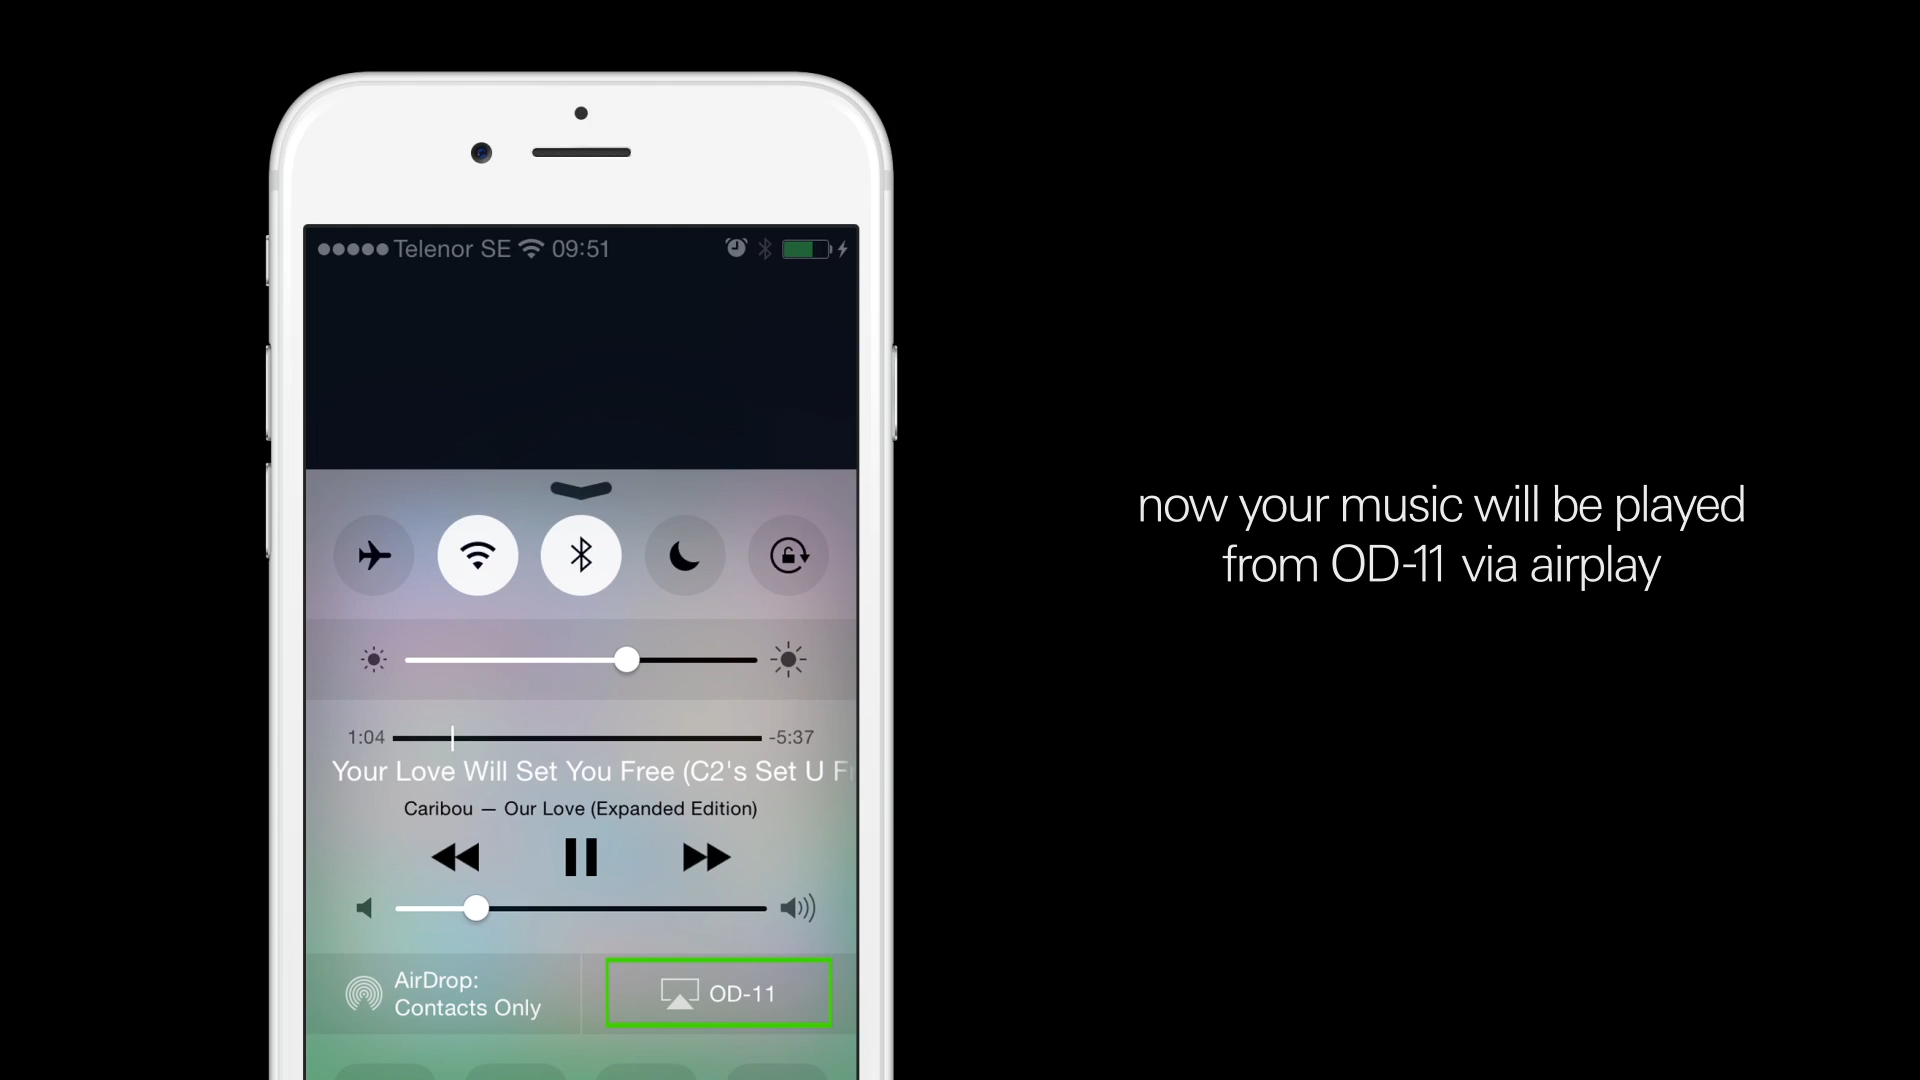 Telenor SE 09:51
now your music will be played
from OD-11 via airplay
1:04 -5:37
Your Love Will Set You Free (C2's Set U
Caribou — Our Love (Expanded Edition)
AirDrop:
Contacts Only
OD-11